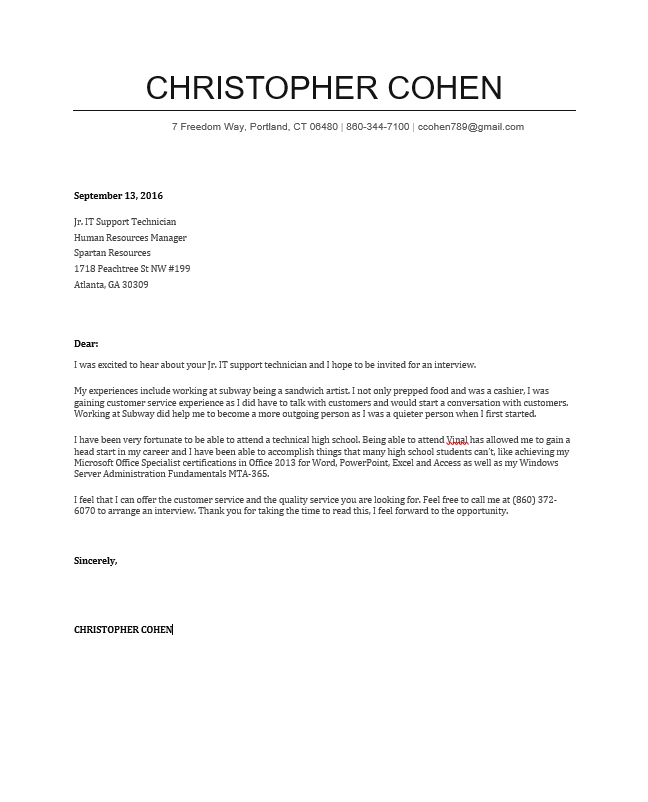 CHRISTOPHER COHEN
7 Freedom Way, Portland, CT 06480 | 860-344-7100 | ccohen789@gmail.com
September 13, 2016
Jr. IT Support Technician
Human Resources Manager
Spartan Resources
1718 Peachtree St NW #199
Atlanta, GA 30309
Dear:
I was excited to hear about your Jr. IT support technician and I hope to be invited for an interview.
My experiences include working at subway being a sandwich artist. I not only prepped food and was a cashier, I was
gaining customer service experience as I did have to talk with customers and would start a conversation with customers.
Working at Subway did help me to become a more outgoing person as I was a quieter person when I first started.
I have been very fortunate to be able to attend a technical high school. Being able to attend Vinal has allowed me to gain a
head start in my career and I have been able to accomplish things that many high school students can't, like achieving my
Microsoft Office Specialist certifications in Office 2013 for Word, PowerPoint, Excel and Access as well as my Windows
Server Administration Fundamentals MTA-365.
I feel that I can offer the customer service and the quality service you are looking for. Feel free to call me at (860) 372-
6070 to arrange an interview. Thank you for taking the time to read this, I feel forward to the opportunity.
Sincerely,
CHRISTOPHER COHEN